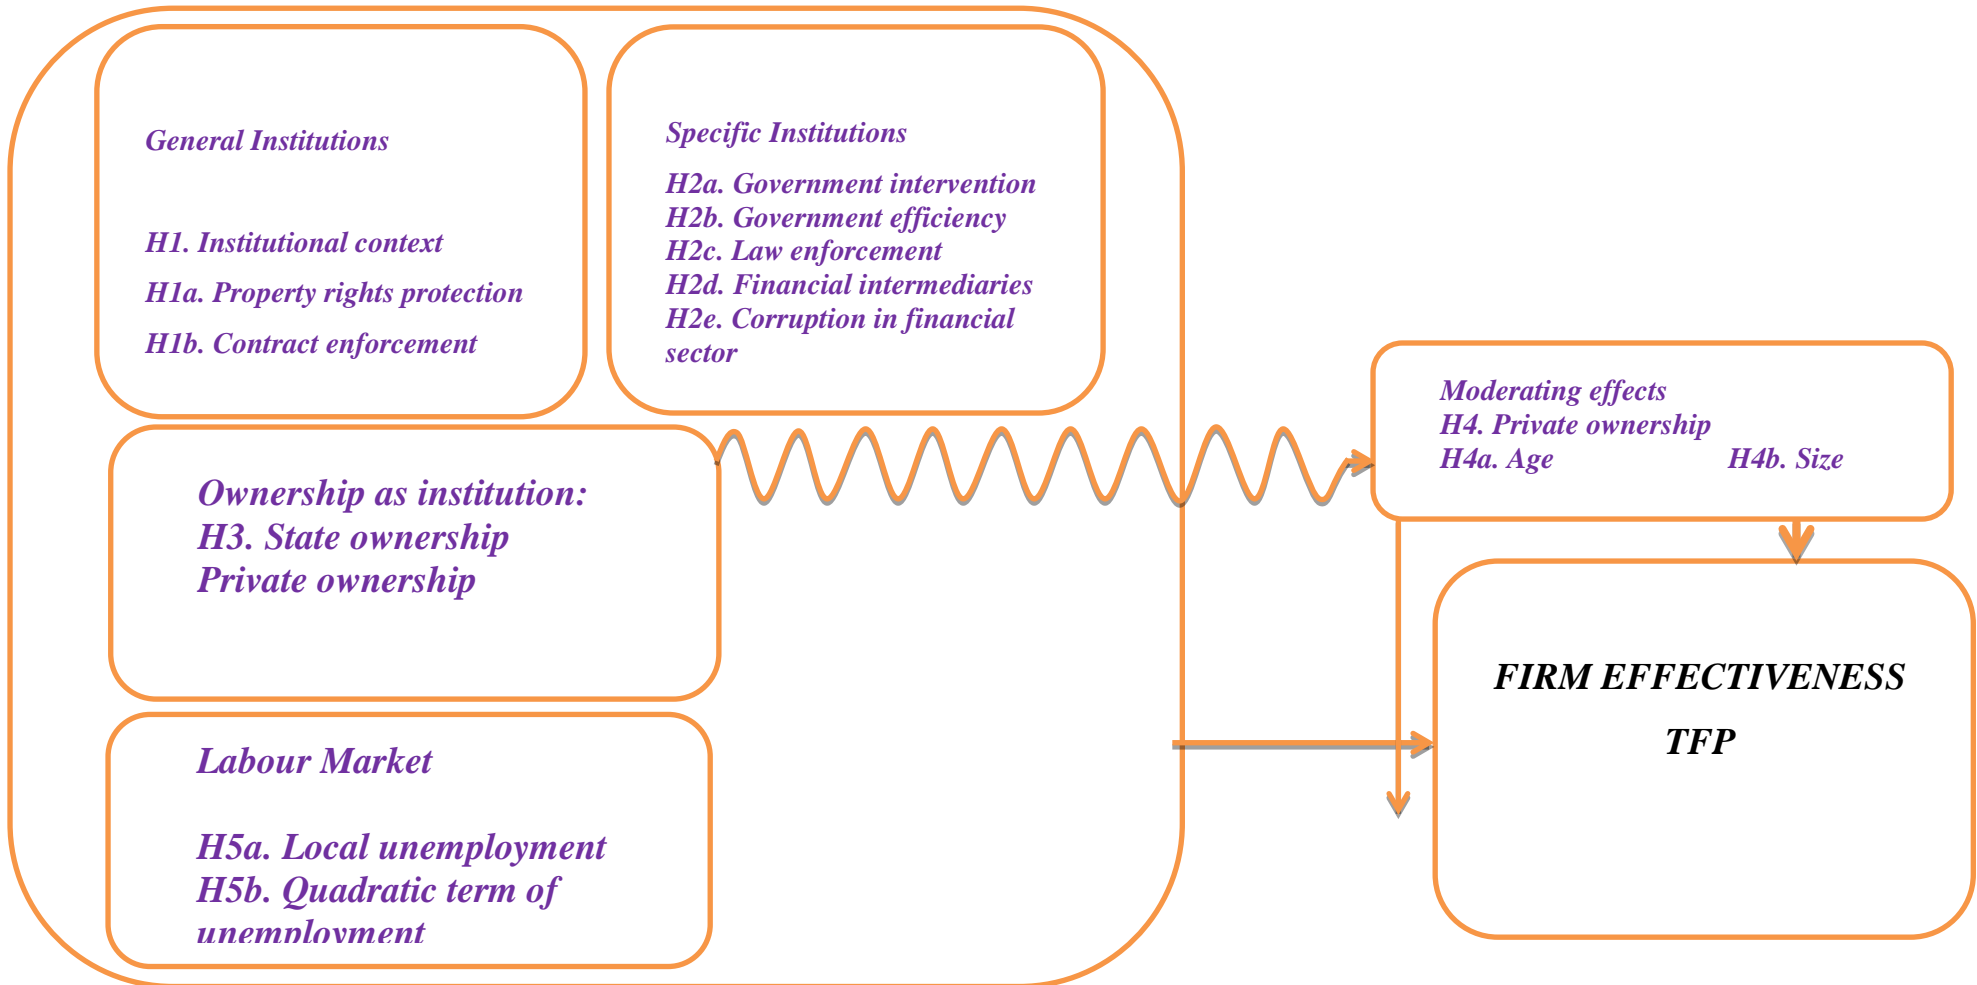 General Institutions
H1. Institutional context
H1a. Property rights protection
H1b. Contract enforcement
Specific Institutions
H2a. Government intervention
H2b. Government efficiency
H2c. Law enforcement
H2d. Financial intermediaries
H2e. Corruption in financial
sector
Ownership as institution:
H3. State ownership
Private ownership
Labour Market
H5a. Local unemployment
H5b. Quadratic term of
unemployment
Moderating effects
H4. Private ownership
H4a. Age H4b. Size
FIRM EFFECTIVENESS
TFP